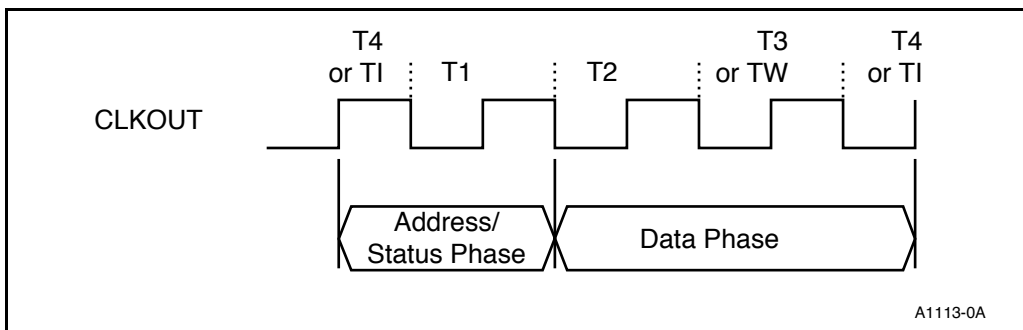 T4
or TI
T1
T2
T3
or TW
T4
or TI
CLKOUT
Address/
Status Phase
Data Phase
A1113-0A